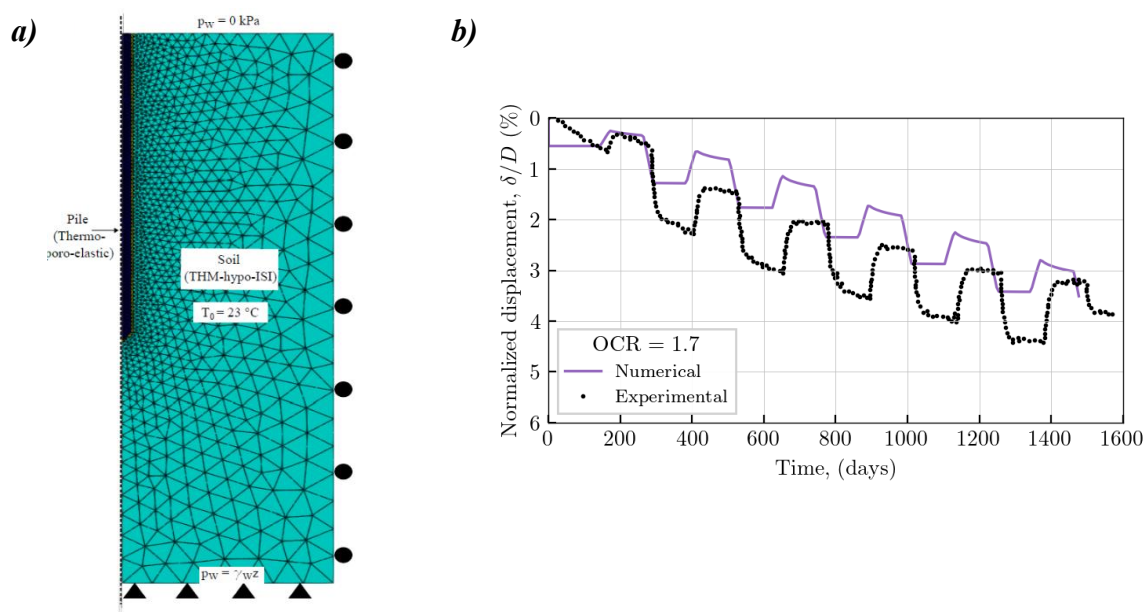 a)
p_w = 0 kPa
Pile
(Thermo-
poro-elastic)
Soil
(THM-hypo-ISI)
T_0 = 23 °C
p_w = γ_w z
b)
Normalized displacement, δ/D (%)
0
1
2
3
4
5
6
OCR = 1.7
Numerical
Experimental
0 200 400 600 800 1000 1200 1400 1600
Time, (days)